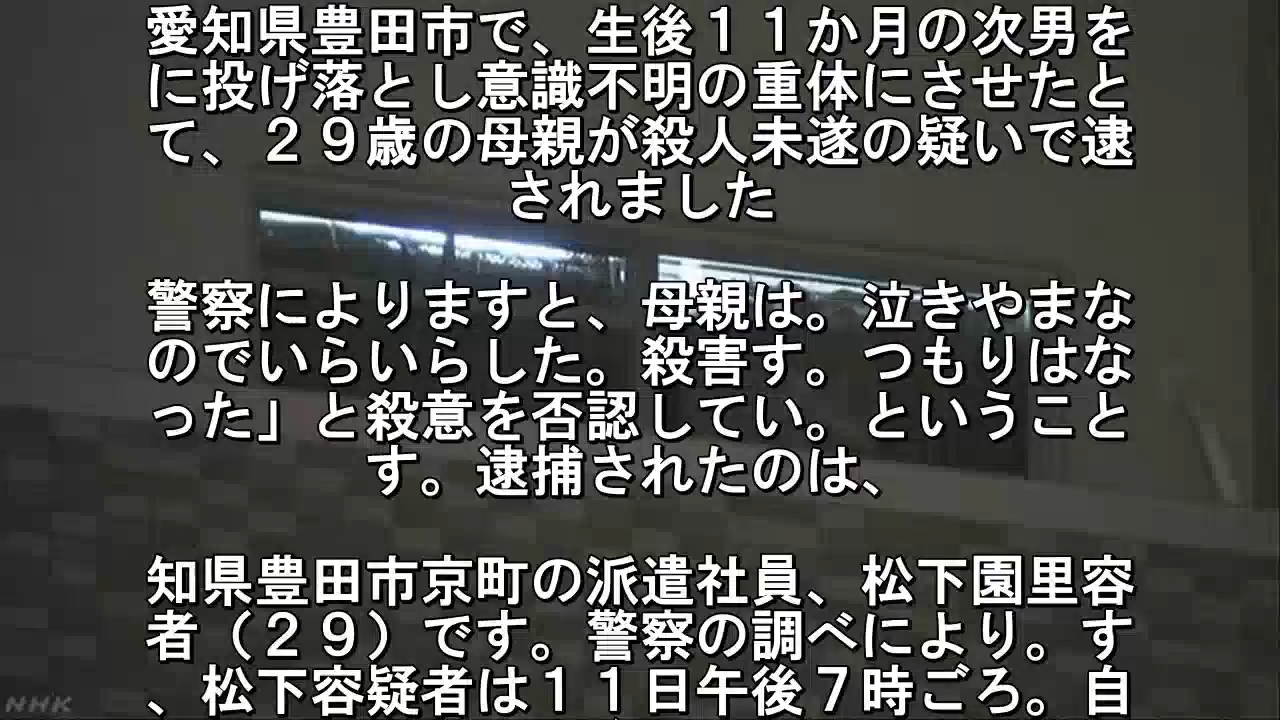 愛知県豊田市で、生後１１か月の次男を
に投げ落とし意識不明の重体にさせたと
て、２９歳の母親が殺人未遂の疑いで逮
されました
警察によりますと、母親は。泣きやまな
のでいらいらした。殺害す。つもりはな
った」と殺意を否認してい。ということ
す。逮捕されたのは、
知県豊田市京町の派遣社員、松下園里容
者（２９）です。警察の調べにより。す
、松下容疑者は１１日午後７時ごろ。自
NHK